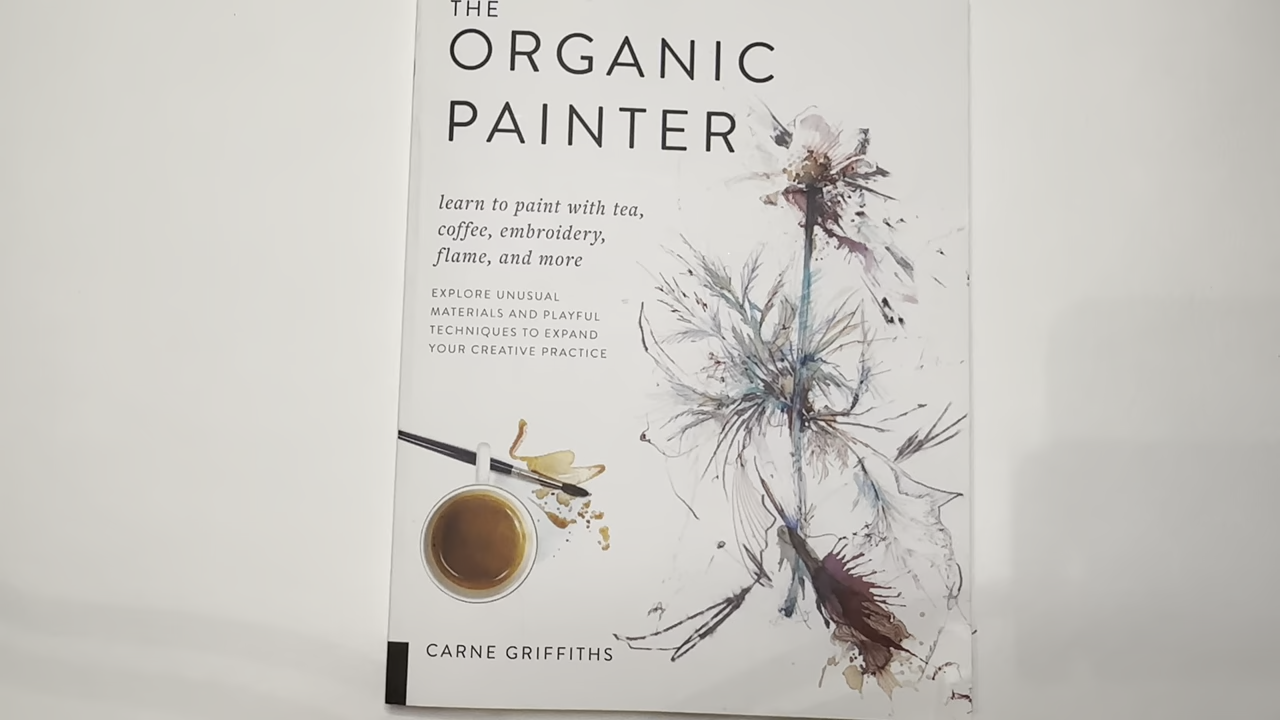 THE
ORGANIC
PAINTER
learn to paint with tea,
coffee, embroidery,
flame, and more
EXPLORE UNUSUAL
MATERIALS AND PLAYFUL
TECHNIQUES TO EXPAND
YOUR CREATIVE PRACTICE
CARNE GRIFFITHS